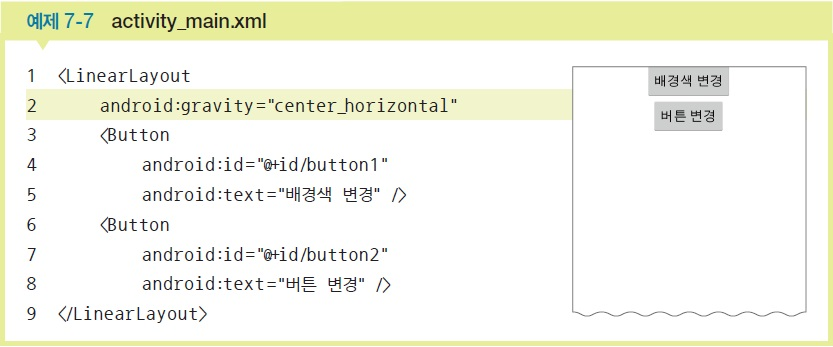 예제 7-7 activity_main.xml
1 <LinearLayout
2 android:gravity="center_horizontal"
3 <Button
4 android:id="@+id/button1"
5 android:text="배경색 변경" />
6 <Button
7 android:id="@+id/button2"
8 android:text="버튼 변경" />
9 </LinearLayout>
배경색 변경
버튼 변경